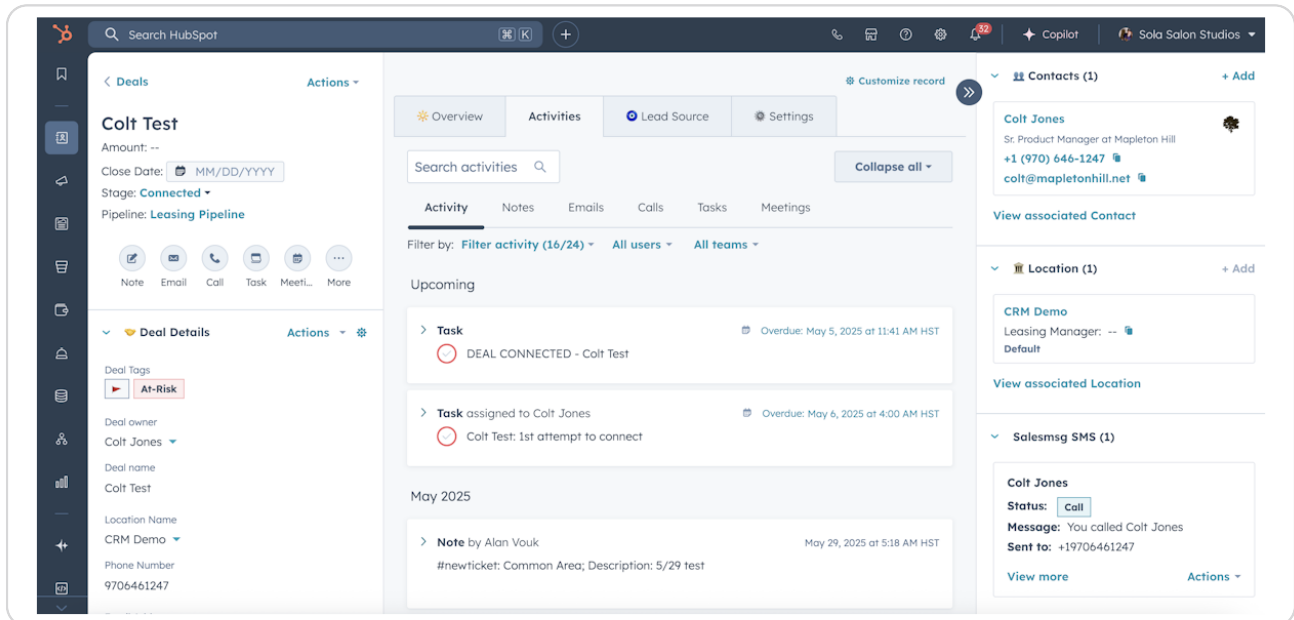 Search HubSpot
⌘ K
+
32
Copilot
Sola Salon Studios
Deals
Actions
Colt Test
Amount: --
Close Date: MM/DD/YYYY
Stage: Connected
Pipeline: Leasing Pipeline
Note Email Call Task Meeti... More
Deal Details
Actions
Deal Tags
At-Risk
Deal owner
Colt Jones
Deal name
Colt Test
Location Name
CRM Demo
Phone Number
9706461247
Customize record
Overview
Activities
Lead Source
Settings
Search activities
Collapse all
Activity Notes Emails Calls Tasks Meetings
Filter by: Filter activity (16/24) All users All teams
Upcoming
Task
Overdue: May 5, 2025 at 11:41 AM HST
DEAL CONNECTED - Colt Test
Task assigned to Colt Jones
Overdue: May 6, 2025 at 4:00 AM HST
Colt Test: 1st attempt to connect
May 2025
Note by Alan Vouk
May 29, 2025 at 5:18 AM HST
#newticket: Common Area; Description: 5/29 test
Contacts (1)
+ Add
Colt Jones
Sr. Product Manager at Mapleton Hill
+1 (970) 646-1247
colt@mapletonhill.net
View associated Contact
Location (1)
+ Add
CRM Demo
Leasing Manager: --
Default
View associated Location
Salesmsg SMS (1)
Colt Jones
Status: Call
Message: You called Colt Jones
Sent to: +19706461247
View more
Actions